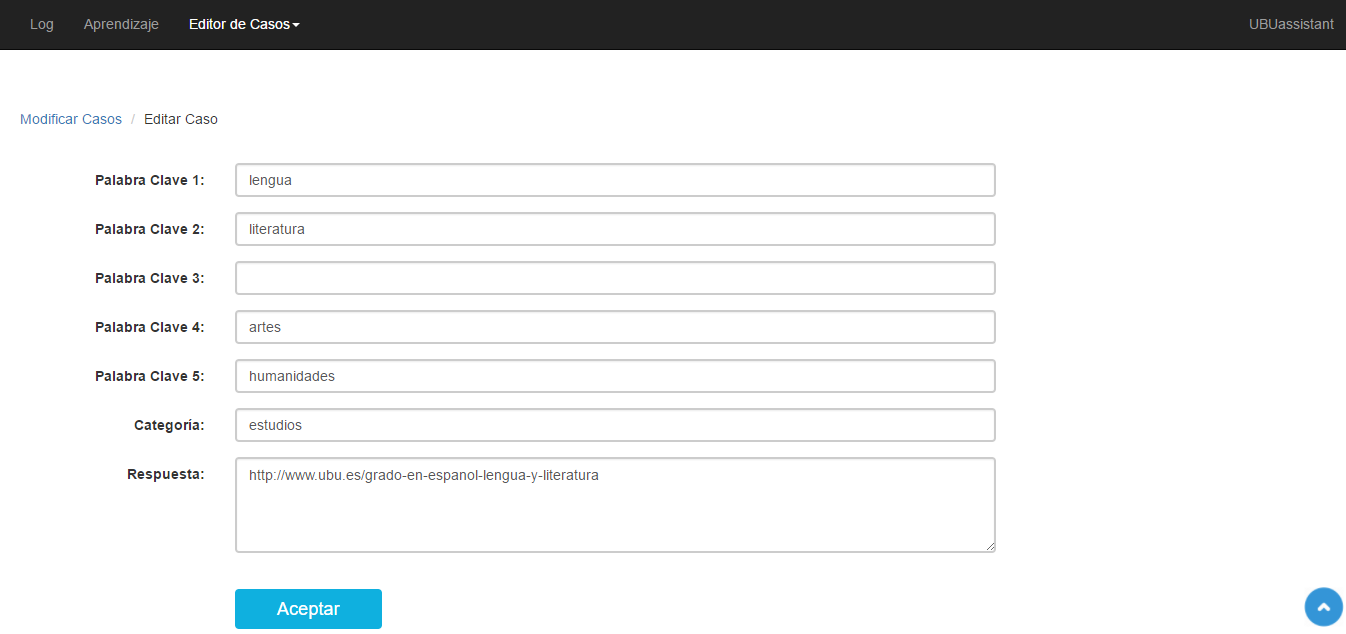 Log Aprendizaje Editor de Casos UBUassistant
Modificar Casos / Editar Caso
Palabra Clave 1: lengua
Palabra Clave 2: literatura
Palabra Clave 3:
Palabra Clave 4: artes
Palabra Clave 5: humanidades
Categoría: estudios
Respuesta: http://www.ubu.es/grado-en-espanol-lengua-y-literatura
Aceptar